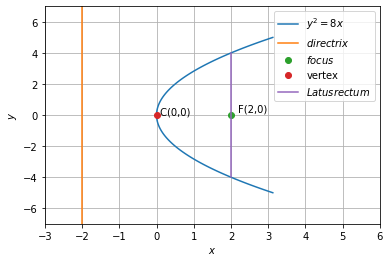 y² = 8x
directrix
focus
vertex
Latusrectum
C(0,0)
F(2,0)
6
4
2
0
−2
−4
−6
y
−3 −2 −1 0 1 2 3 4 5 6
x